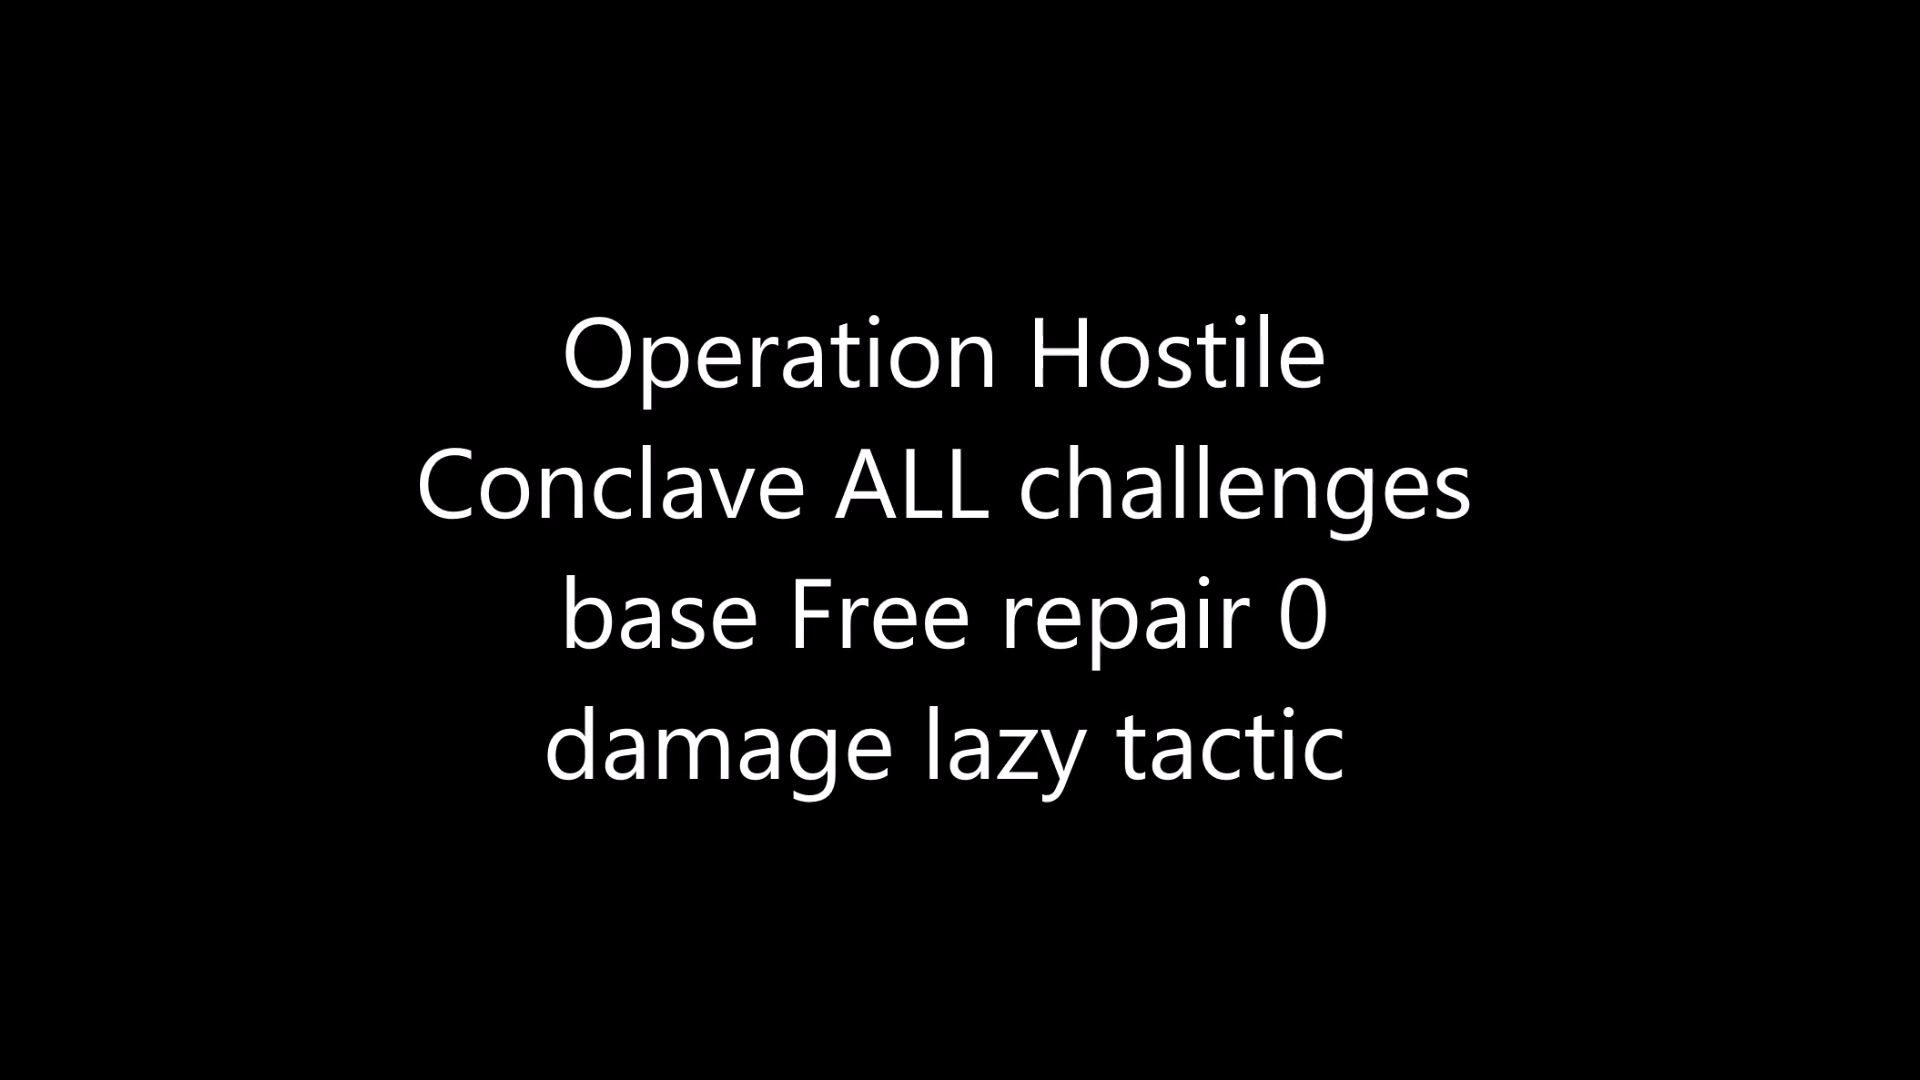 Operation Hostile
Conclave ALL challenges
base Free repair 0
damage lazy tactic